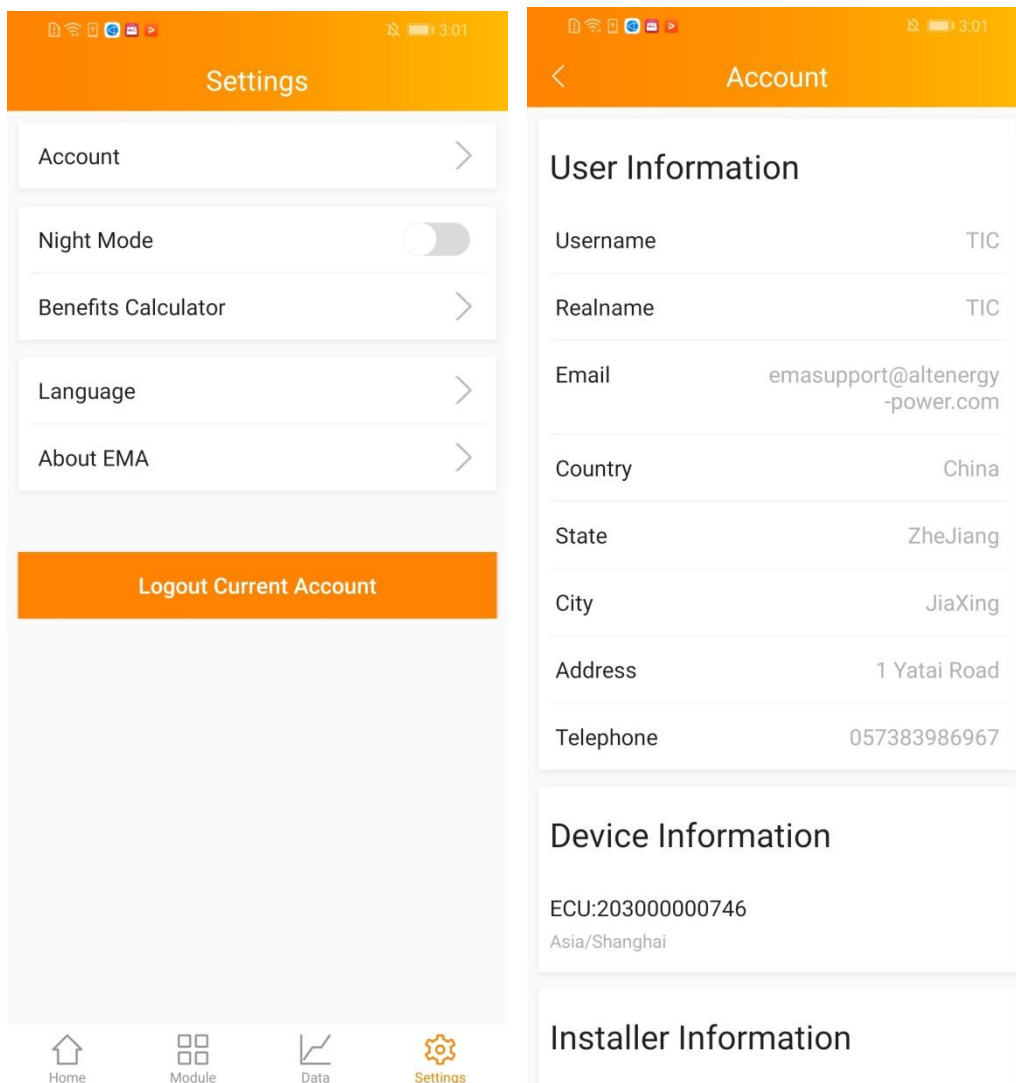 3:01
Settings
Account
Night Mode
Benefits Calculator
Language
About EMA
Logout Current Account
Home
Module
Data
Settings
3:01
Account
User Information
Username TIC
Realname TIC
Email emasupport@altenergy
-power.com
Country China
State ZheJiang
City JiaXing
Address 1 Yatai Road
Telephone 057383986967
Device Information
ECU:203000000746
Asia/Shanghai
Installer Information